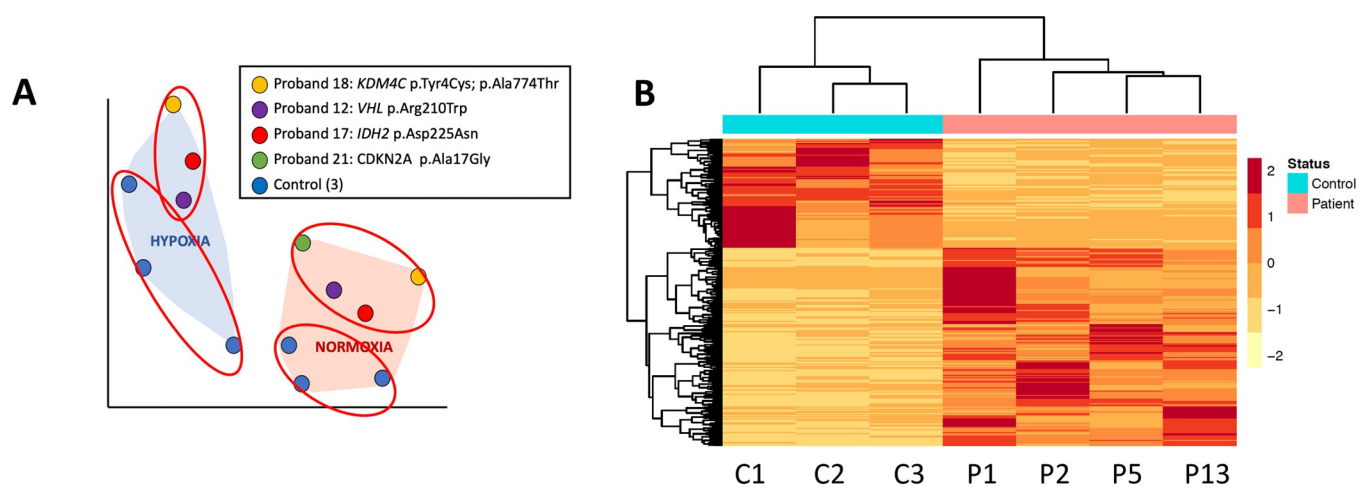 A
Proband 18: KDM4C p.Tyr4Cys; p.Ala774Thr
Proband 12: VHL p.Arg210Trp
Proband 17: IDH2 p.Asp225Asn
Proband 21: CDKN2A p.Ala17Gly
Control (3)
HYPOXIA
NORMOXIA
B
2
1
0
−1
−2
Status
Control
Patient
C1 C2 C3 P1 P2 P5 P13